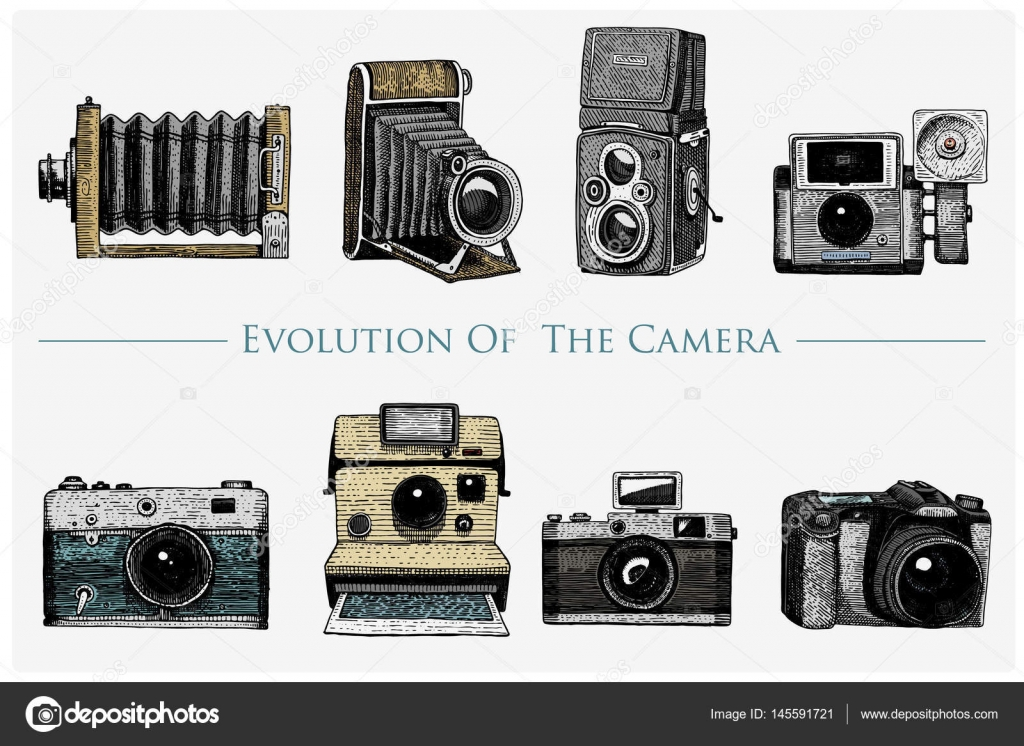 EVOLUTION OF THE CAMERA
depositphotos
Image ID: 145591721
www.depositphotos.com